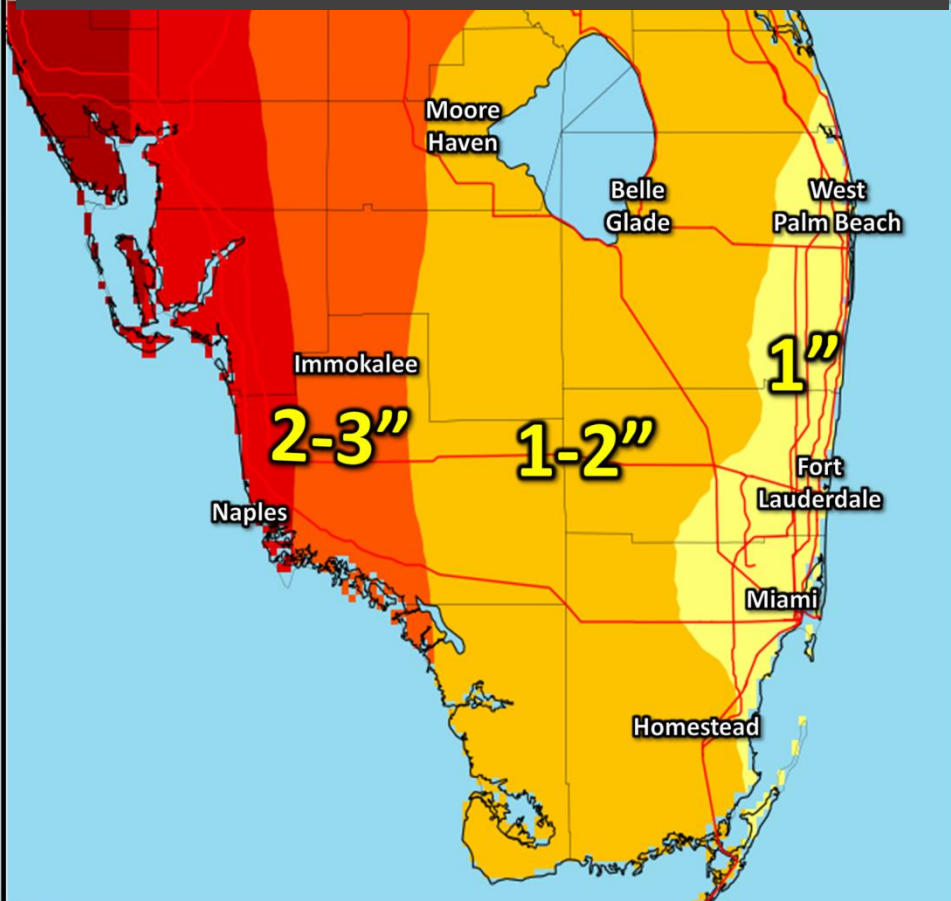 Moore
Haven
Belle
Glade
West
Palm Beach
1”
Immokalee
2-3”
1-2”
Fort
Lauderdale
Naples
Miami
Homestead